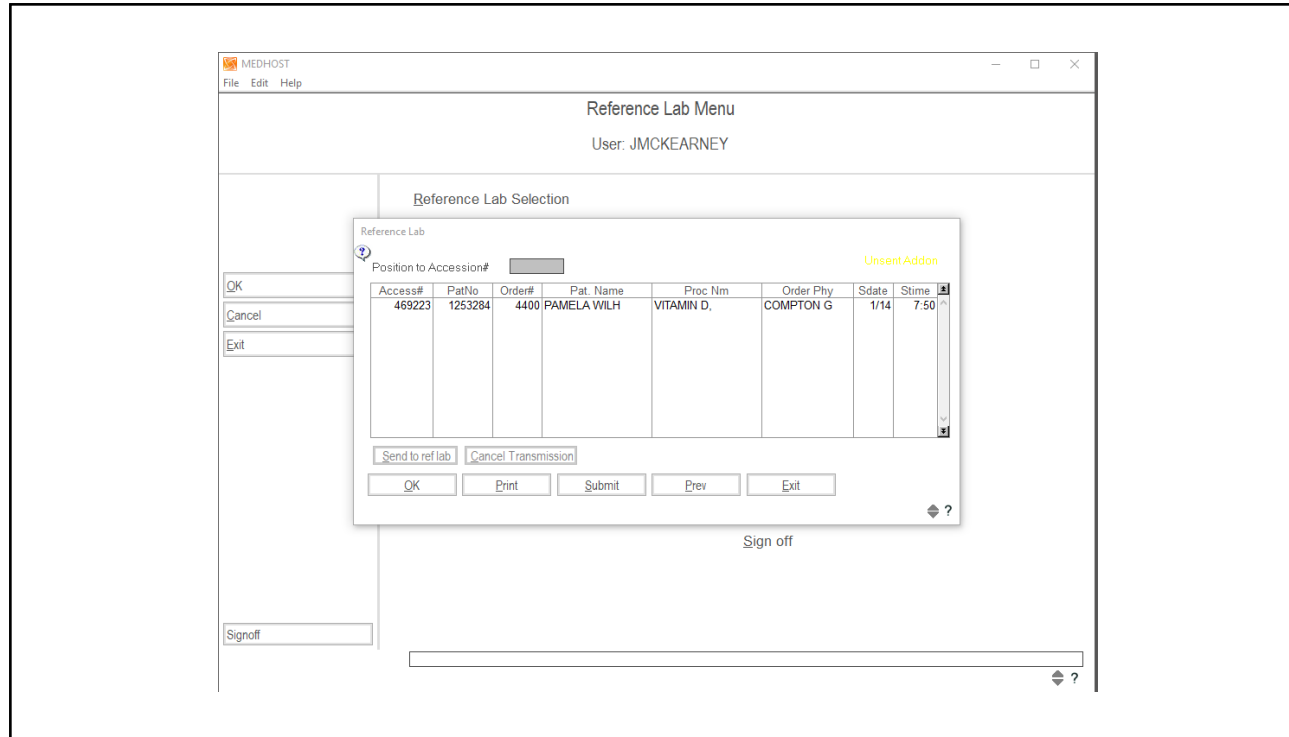 MEDHOST
File Edit Help
Reference Lab Menu
User: JMCKEARNEY
Reference Lab Selection
Reference Lab
Position to Accession#
Unsent Addon
OK
Cancel
Exit
Access# PatNo Order# Pat. Name Proc Nm Order Phy Sdate Stime
469223 1253284 4400 PAMELA WILH VITAMIN D, COMPTON G 1/14 7:50
Send to ref lab Cancel Transmission
OK Print Submit Prev Exit
?
Sign off
Signoff
?